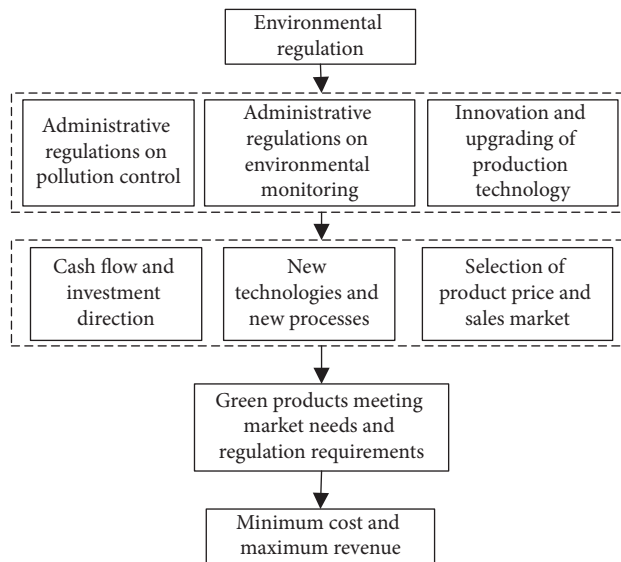 Environmental
regulation
Administrative
regulations on
pollution control
Administrative
regulations on
environmental
monitoring
Innovation and
upgrading of
production
technology
Cash flow and
investment
direction
New
technologies and
new processes
Selection of
product price and
sales market
Green products meeting
market needs and
regulation requirements
Minimum cost and
maximum revenue